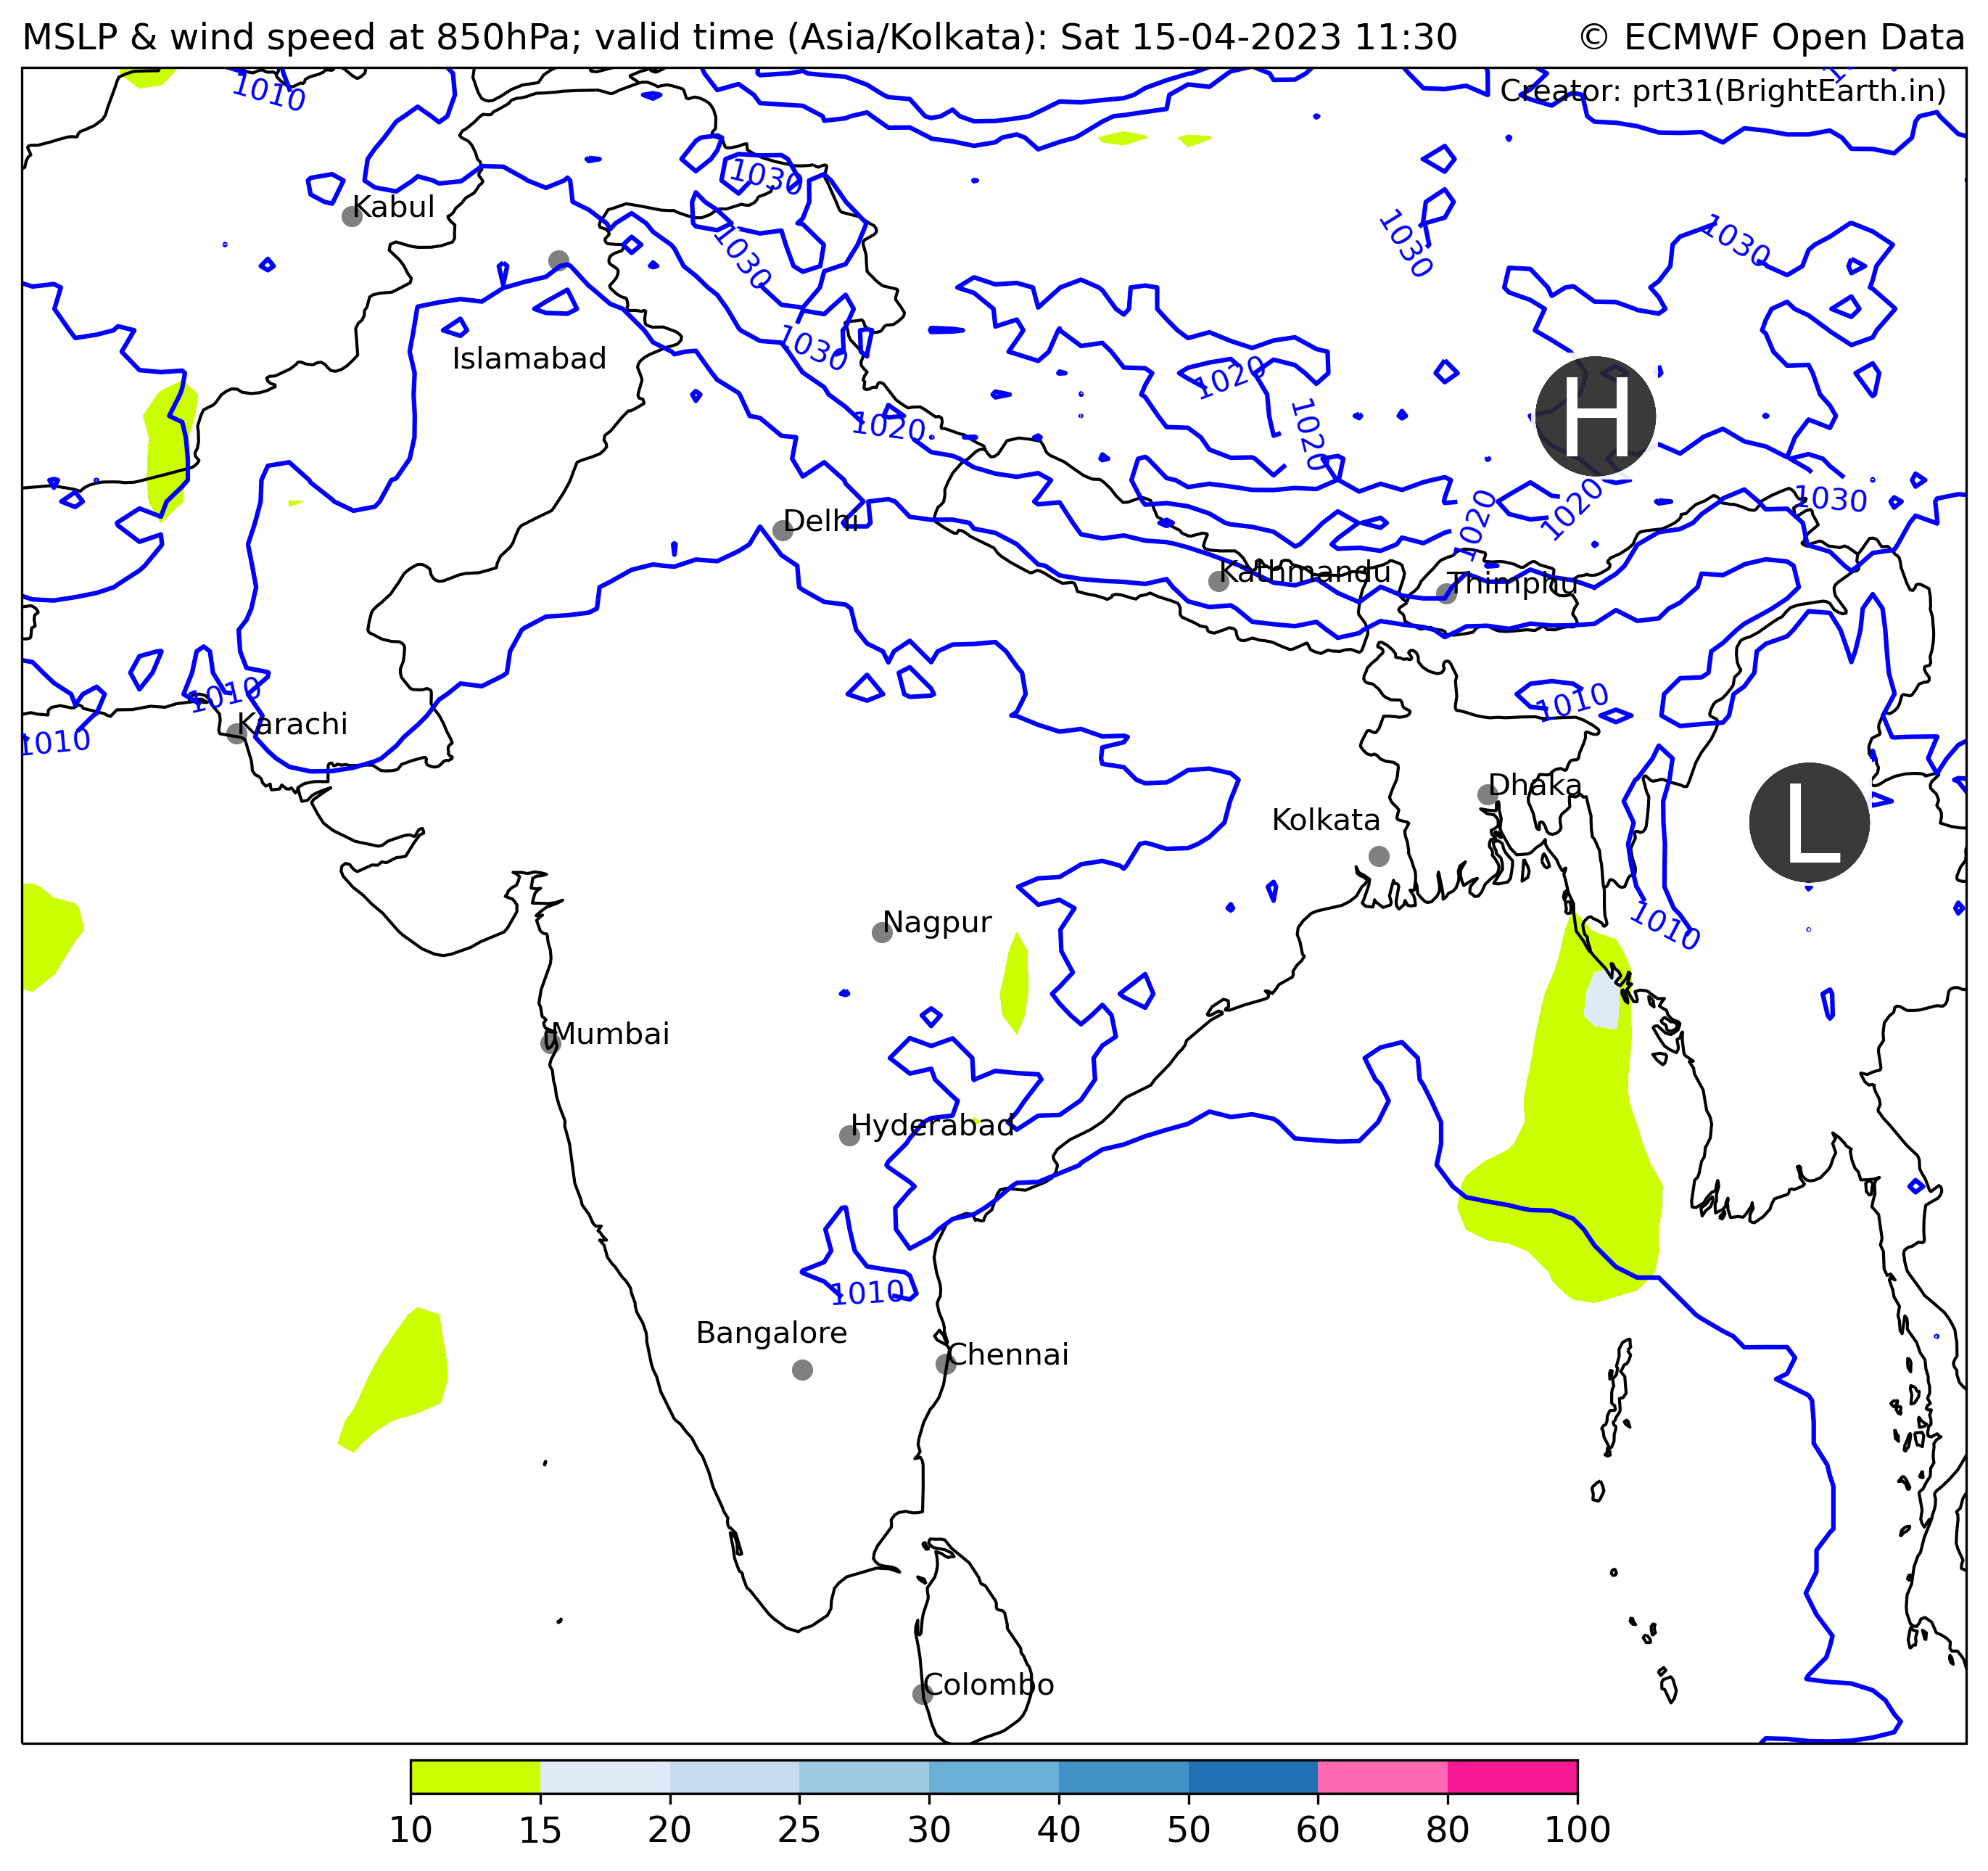 MSLP & wind speed at 850hPa; valid time (Asia/Kolkata): Sat 15-04-2023 11:30
© ECMWF Open Data
Creator: prt31(BrightEarth.in)
1010
1030
Kabul
1030
1030
1030
Islamabad
1030
1020
H
1020
1020
1020
1020
1030
Delhi
Kathmandu
Thimphu
1010
1010
Karachi
1010
Dhaka
Kolkata
L
Nagpur
1010
Mumbai
Hyderabad
1010
Bangalore
Chennai
Colombo
10 15 20 25 30 40 50 60 80 100